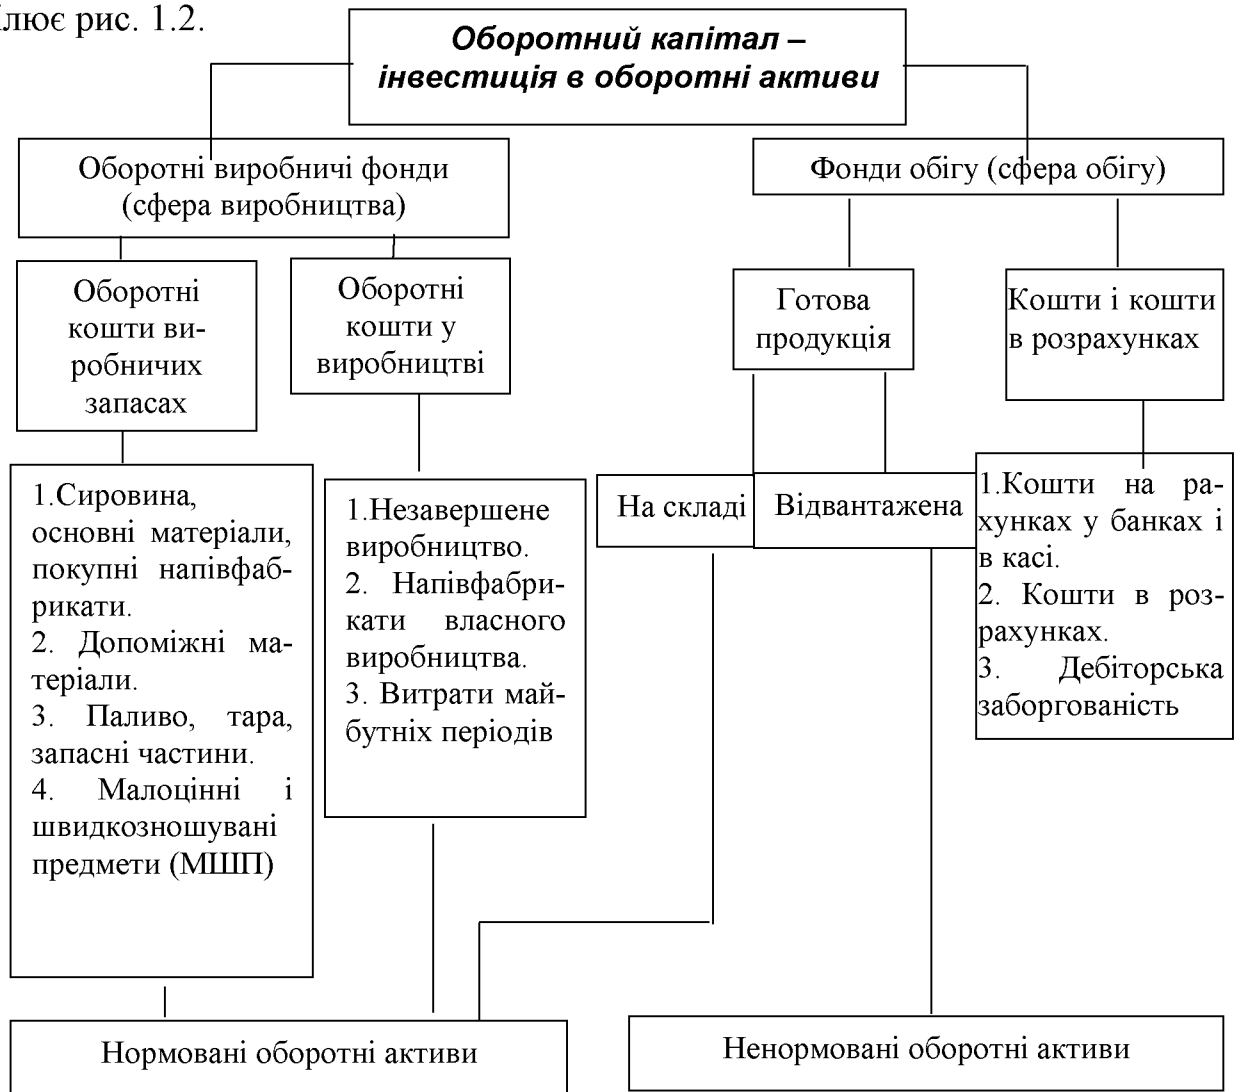 лює рис. 1.2.
Оборотний капітал –
інвестиція в оборотні активи
Оборотні виробничі фонди
(сфера виробництва)
Фонди обігу (сфера обігу)
Оборотні
кошти ви-
робничих
запасах
Оборотні
кошти у
виробництві
Готова
продукція
Кошти і кошти
в розрахунках
1.Сировина,
основні матеріали,
покупні напівфаб-
рикати.
2. Допоміжні ма-
теріали.
3. Паливо, тара,
запасні частини.
4. Малоцінні і
швидкозношувані
предмети (МШП)
1.Незавершене
виробництво.
2. Напівфабри-
кати власного
виробництва.
3. Витрати май-
бутніх періодів
На складі
Відвантажена
1.Кошти на ра-
хунках у банках і
в касі.
2. Кошти в роз-
рахунках.
3. Дебіторська
заборгованість
Нормовані оборотні активи
Ненормовані оборотні активи